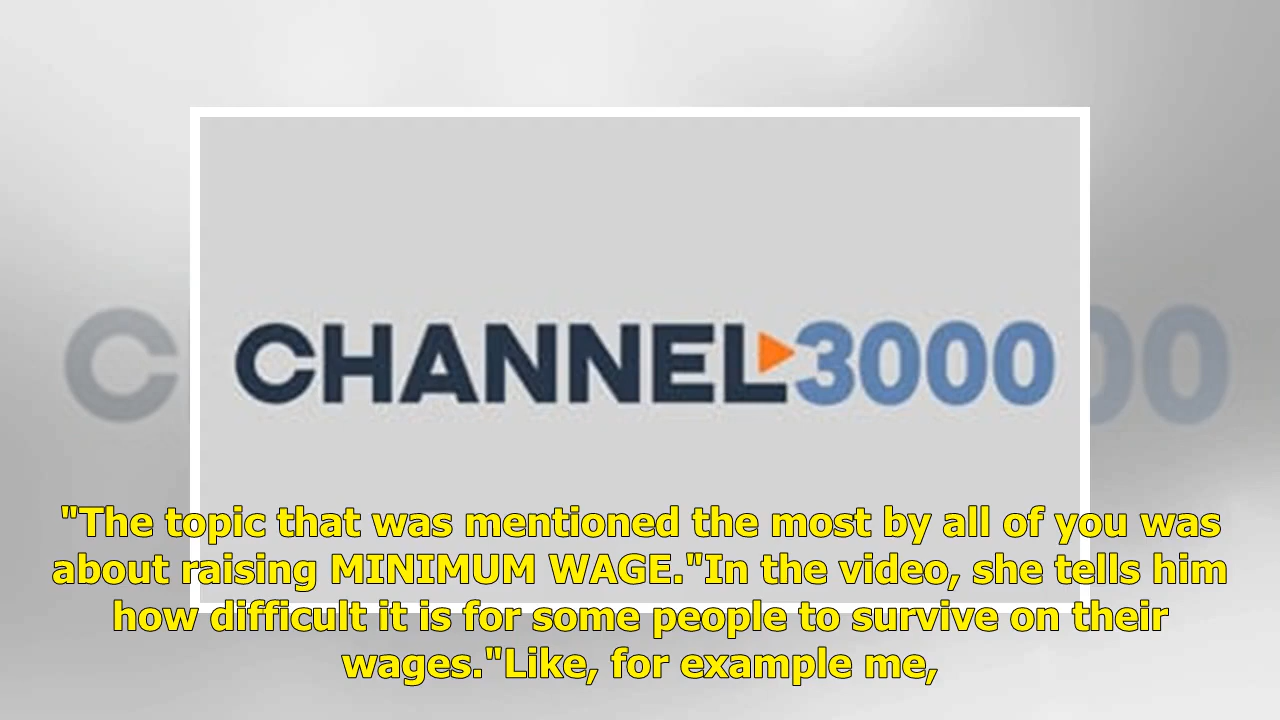 CHANNEL3000
"The topic that was mentioned the most by all of you was
about raising MINIMUM WAGE."In the video, she tells him
how difficult it is for some people to survive on their
wages."Like, for example me,